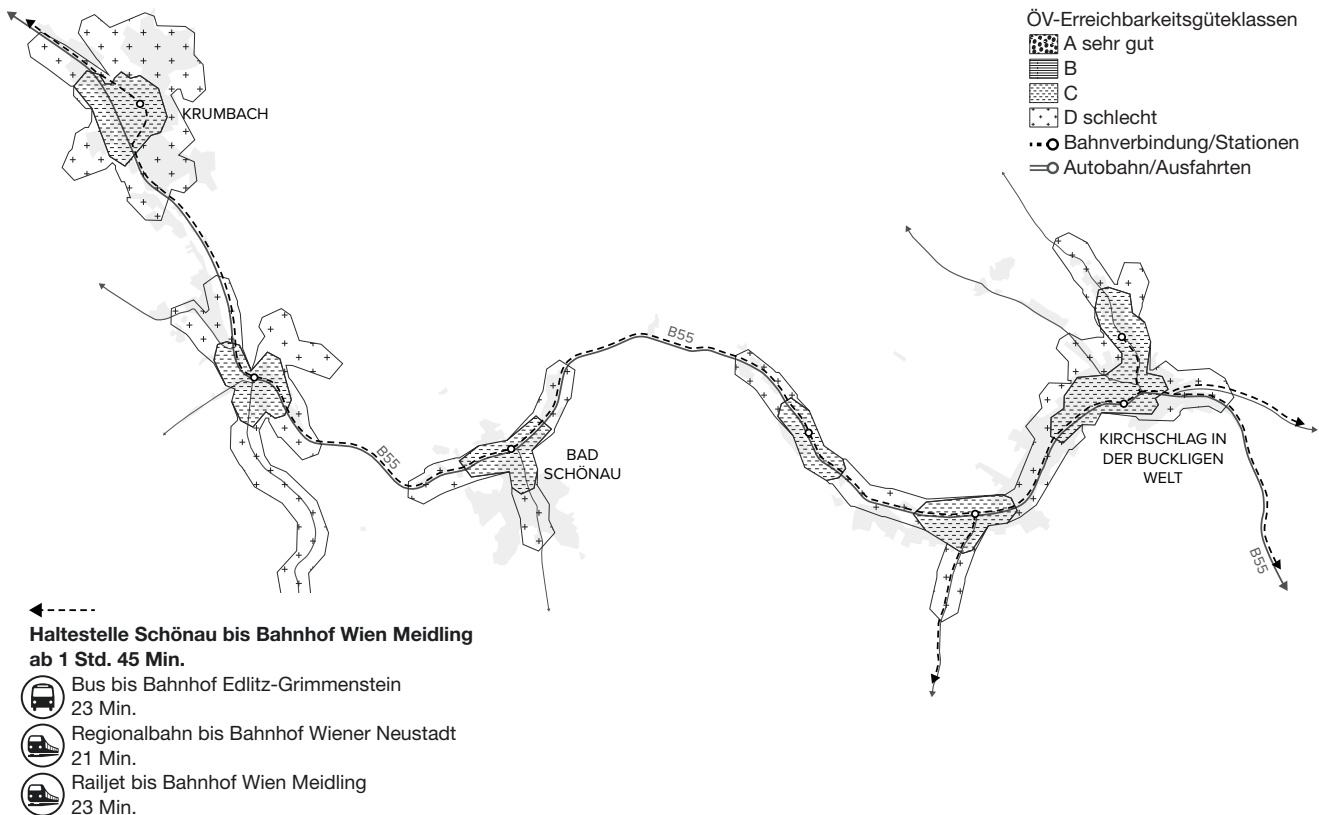 ÖV-Erreichbarkeitsgüteklassen
A sehr gut
B
C
D schlecht
Bahnverbindung/Stationen
Autobahn/Ausfahrten
KRUMBACH
B55
B55
BAD
SCHÖNAU
KIRCHSCHLAG IN
DER BUCKLIGEN
WELT
B55
Haltestelle Schönau bis Bahnhof Wien Meidling
ab 1 Std. 45 Min.
Bus bis Bahnhof Edlitz-Grimmenstein
23 Min.
Regionalbahn bis Bahnhof Wiener Neustadt
21 Min.
Railjet bis Bahnhof Wien Meidling
23 Min.